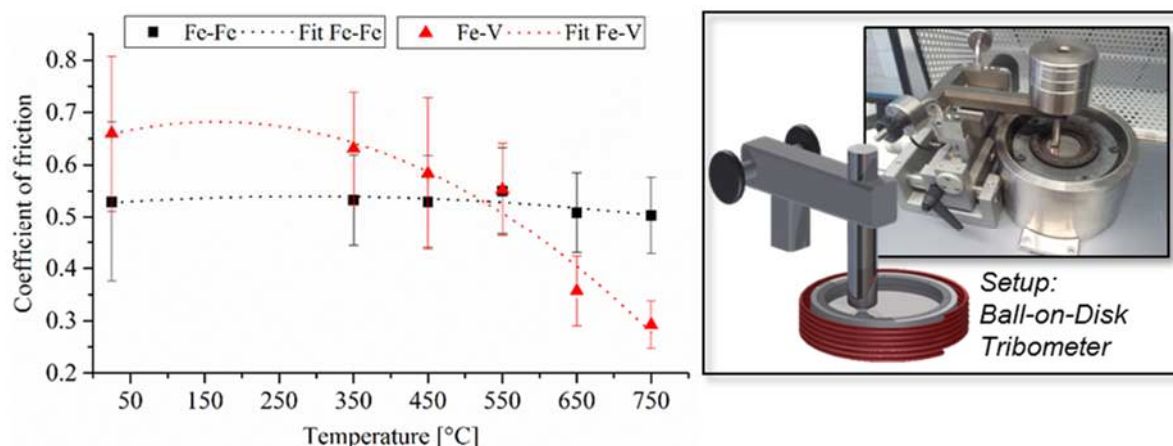 Fe-Fe Fit Fe-Fe Fe-V Fit Fe-V
0.8
0.7
0.6
0.5
0.4
0.3
0.2
Coefficient of friction
50 150 250 350 450 550 650 750
Temperature [°C]
Setup:
Ball-on-Disk
Tribometer